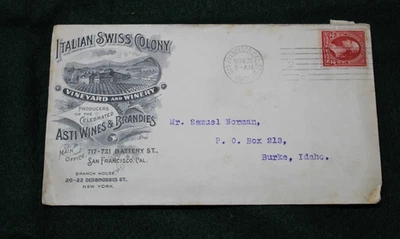 ITALIAN SWISS COLONY
VINEYARD AND WINERY
PRODUCERS
OF THE
CELEBRATED
ASTI WINES & BRANDIES
MAIN
OFFICE
717-721 BATTERY ST.,
SAN FRANCISCO, CAL.
BRANCH HOUSE,
20-22 DESBROSSES ST.
NEW YORK.
Mr. Samuel Norman,
P. O. Box 213,
Burke, Idaho.